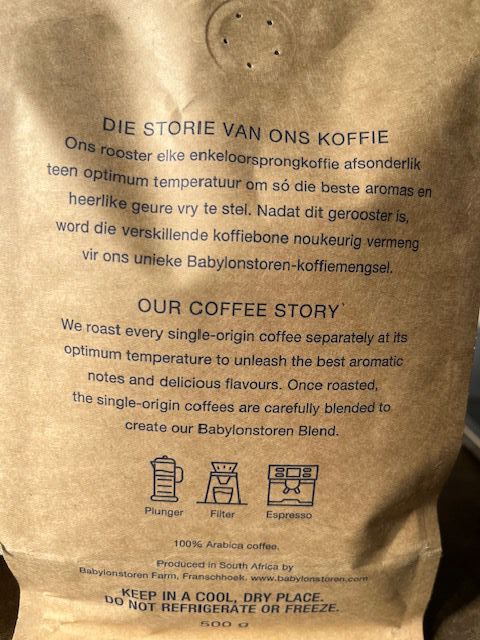 DIE STORIE VAN ONS KOFFIE
Ons rooster elke enkeloorsprongkoffie afsonderlik
teen optimum temperatuur om só die beste aromas en
heerlike geure vry te stel. Nadat dit gerooster is,
word die verskillende koffiebone noukeurig vermeng
vir ons unieke Babylonstoren-koffiemengsel.
OUR COFFEE STORY
We roast every single-origin coffee separately at its
optimum temperature to unleash the best aromatic
notes and delicious flavours. Once roasted,
the single-origin coffees are carefully blended to
create our Babylonstoren Blend.
Plunger Filter Espresso
100% Arabica coffee.
Produced in South Africa by
Babylonstoren Farm, Franschhoek. www.babylonstoren.com
KEEP IN A COOL, DRY PLACE.
DO NOT REFRIGERATE OR FREEZE.
500 g